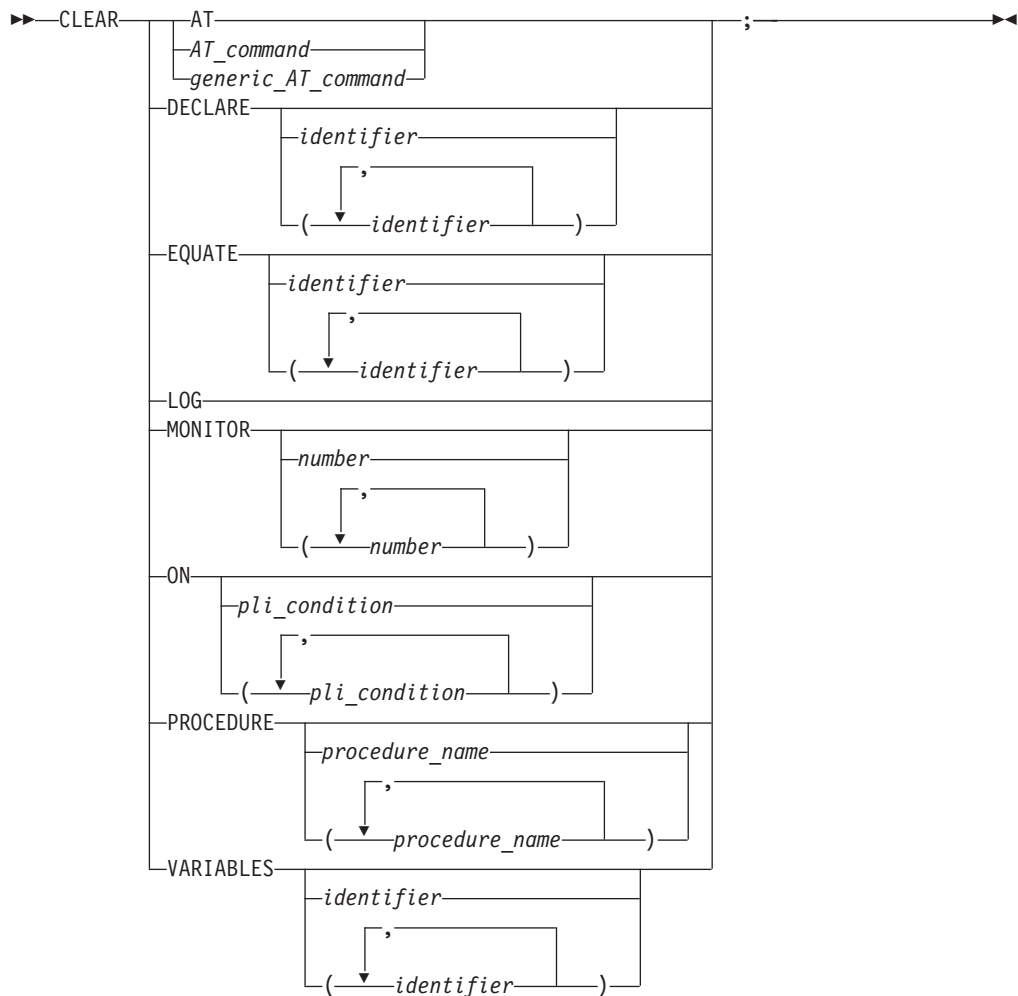 CLEAR AT ;
AT_command
generic_AT_command
DECLARE
identifier
,
( identifier )
EQUATE
identifier
,
( identifier )
LOG
MONITOR
number
,
( number )
ON
pli_condition
,
( pli_condition )
PROCEDURE
procedure_name
,
( procedure_name )
VARIABLES
identifier
,
( identifier )